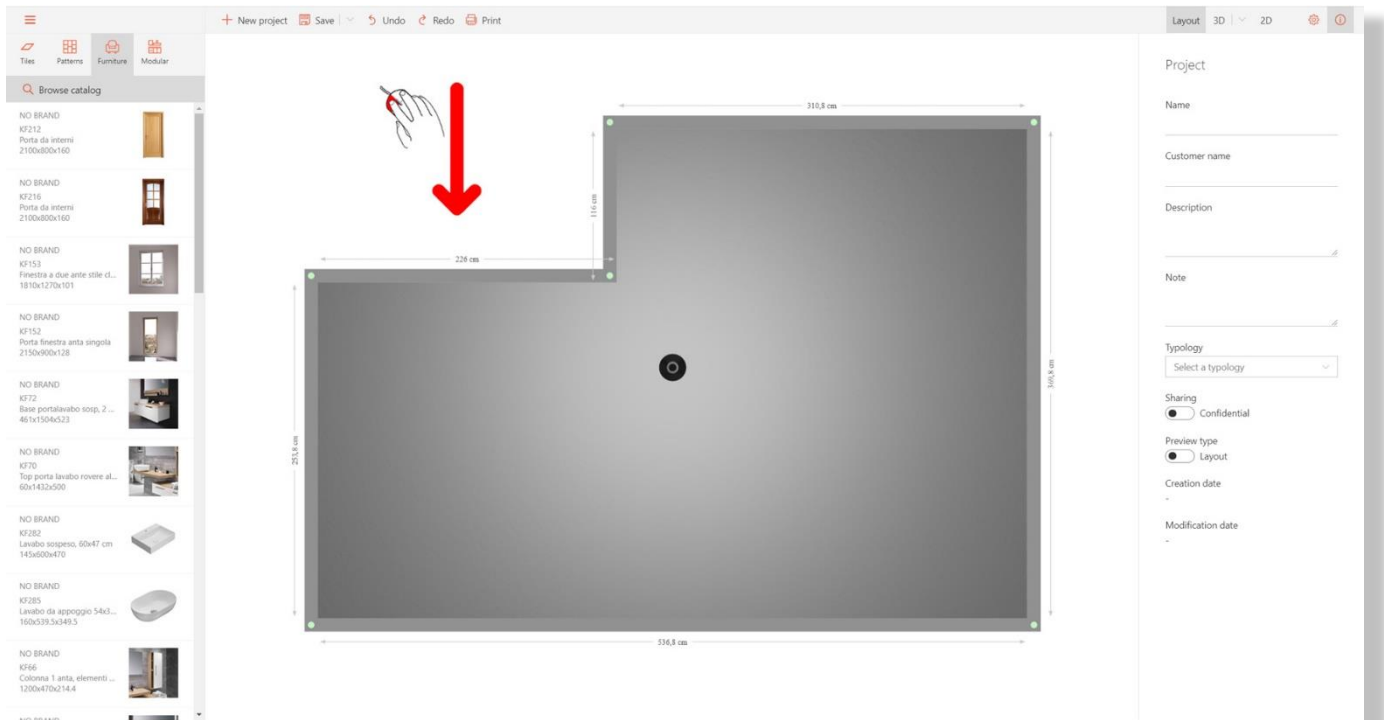 New project Save Undo Redo Print
Layout 3D 2D
Tiles Patterns Furniture Modular
Browse catalog
NO BRAND
KF212
Porta da interni
2100x800x160
NO BRAND
KF216
Porta da interni
2100x800x160
NO BRAND
KF153
Finestra a due ante stile cl...
1810x1270x101
NO BRAND
KF152
Porta finestra anta singola
2150x900x128
NO BRAND
KF72
Base portalavabo sosp, 2 ...
461x1504x523
NO BRAND
KF70
Top porta lavabo rovere al...
60x1432x500
NO BRAND
KF282
Lavabo sospeso, 60x47 cm
145x600x470
NO BRAND
KF285
Lavabo da appoggio 54x3...
160x539.5x349.5
NO BRAND
KF66
Colonna 1 anta, elementi ...
1200x470x214.4
NO BRAND
310,8 cm
116 cm
226 cm
253,8 cm
369,8 cm
536,8 cm
Project
Name
Customer name
Description
Note
Typology
Select a typology
Sharing
Confidential
Preview type
Layout
Creation date
-
Modification date
-